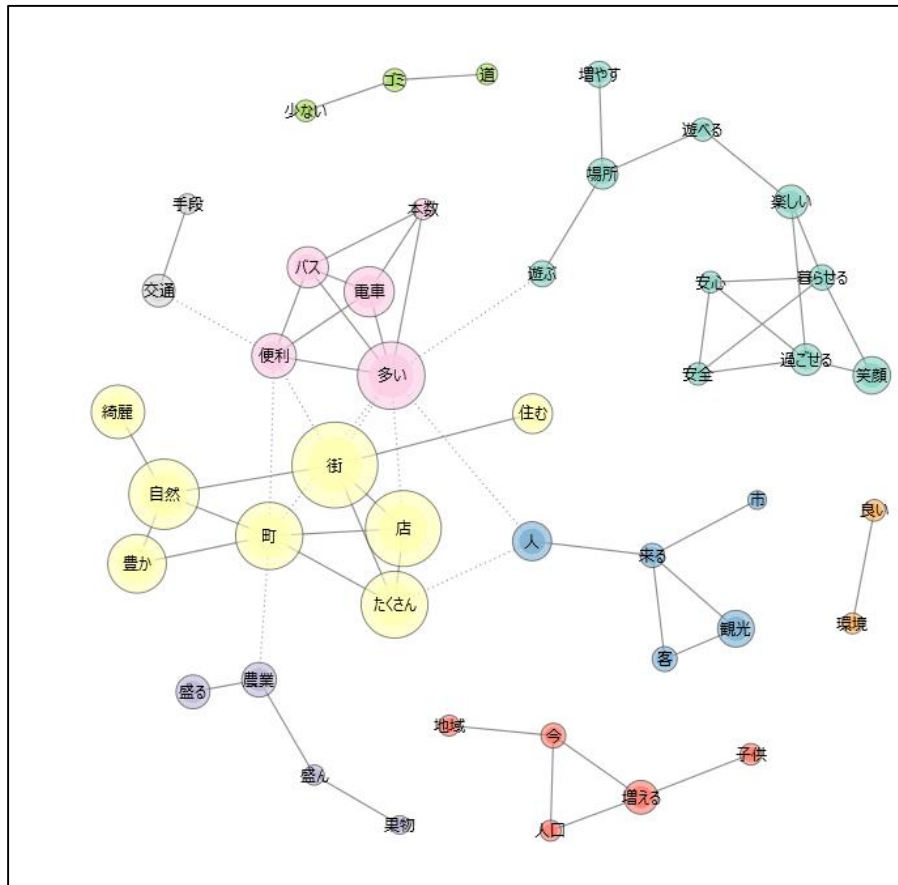 増やす
道
ゴミ
少ない
遊べる
場所
手段
本数
楽しい
バス
遊ぶ
電車
安心
暮らせる
交通
便利
過ごせる
多い
安全
笑顔
綺麗
住む
街
自然
市
良い
店
町
人
来る
豊か
たくさん
環境
観光
客
農業
盛る
地域
今
子供
盛ん
増える
果物
人口